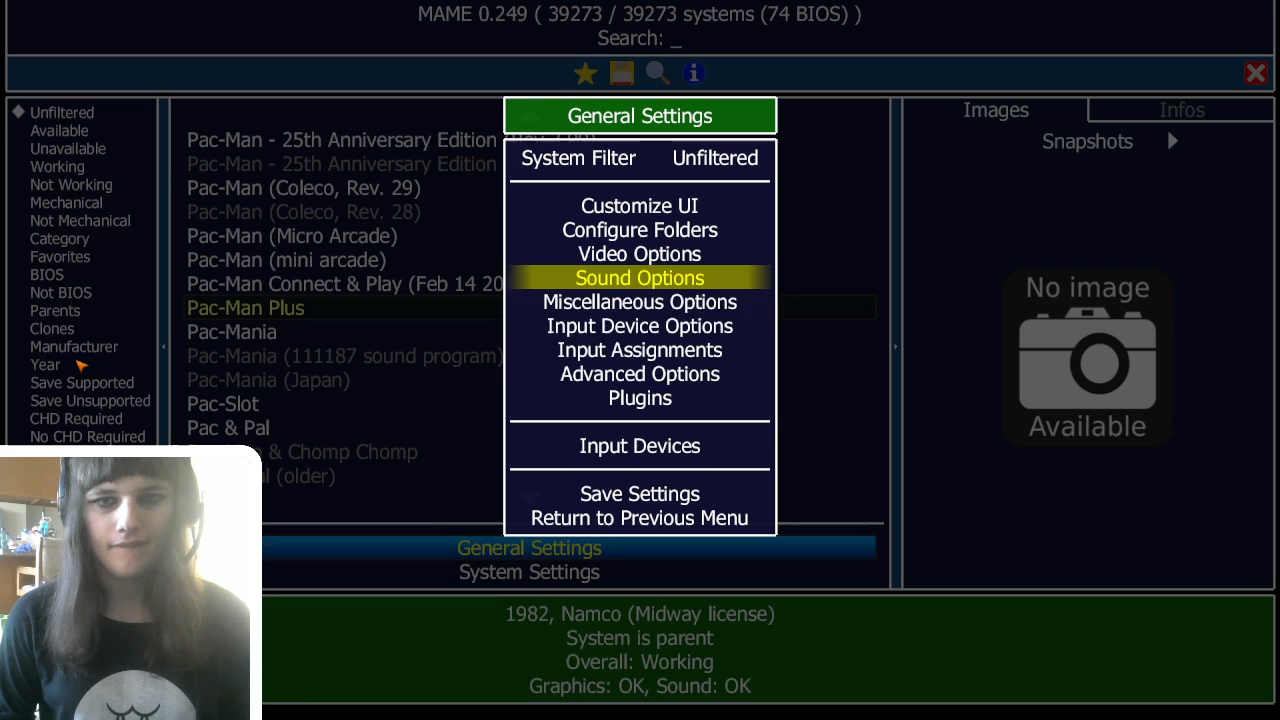 MAME 0.249 ( 39273 / 39273 systems (74 BIOS) )
Search: _
Unfiltered
Available
Unavailable
Working
Not Working
Mechanical
Not Mechanical
Category
Favorites
BIOS
Not BIOS
Parents
Clones
Manufacturer
Year
Save Supported
Save Unsupported
CHD Required
No CHD Required
Pac-Man - 25th Anniversary Edition
Pac-Man - 25th Anniversary Edition
Pac-Man (Coleco, Rev. 29)
Pac-Man (Coleco, Rev. 28)
Pac-Man (Micro Arcade)
Pac-Man (mini arcade)
Pac-Man Connect & Play (Feb 14 20
Pac-Man Plus
Pac-Mania
Pac-Mania (111187 sound program)
Pac-Mania (Japan)
Pac-Slot
Pac & Pal
& Chomp Chomp
(older)
General Settings
System Settings
General Settings
System Filter Unfiltered
Customize UI
Configure Folders
Video Options
Sound Options
Miscellaneous Options
Input Device Options
Input Assignments
Advanced Options
Plugins
Input Devices
Save Settings
Return to Previous Menu
Images Infos
Snapshots
No image
Available
1982, Namco (Midway license)
System is parent
Overall: Working
Graphics: OK, Sound: OK